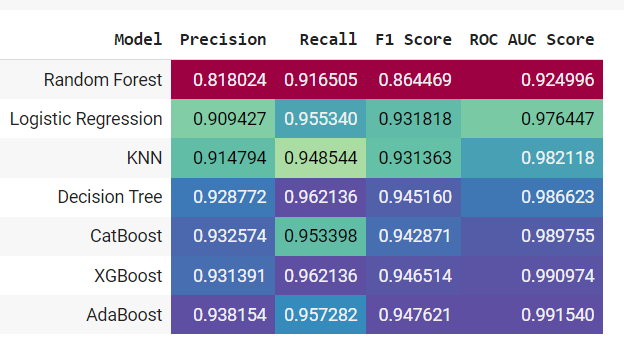 Model Precision Recall F1 Score ROC AUC Score
Random Forest 0.818024 0.916505 0.864469 0.924996
Logistic Regression 0.909427 0.955340 0.931818 0.976447
KNN 0.914794 0.948544 0.931363 0.982118
Decision Tree 0.928772 0.962136 0.945160 0.986623
CatBoost 0.932574 0.953398 0.942871 0.989755
XGBoost 0.931391 0.962136 0.946514 0.990974
AdaBoost 0.938154 0.957282 0.947621 0.991540